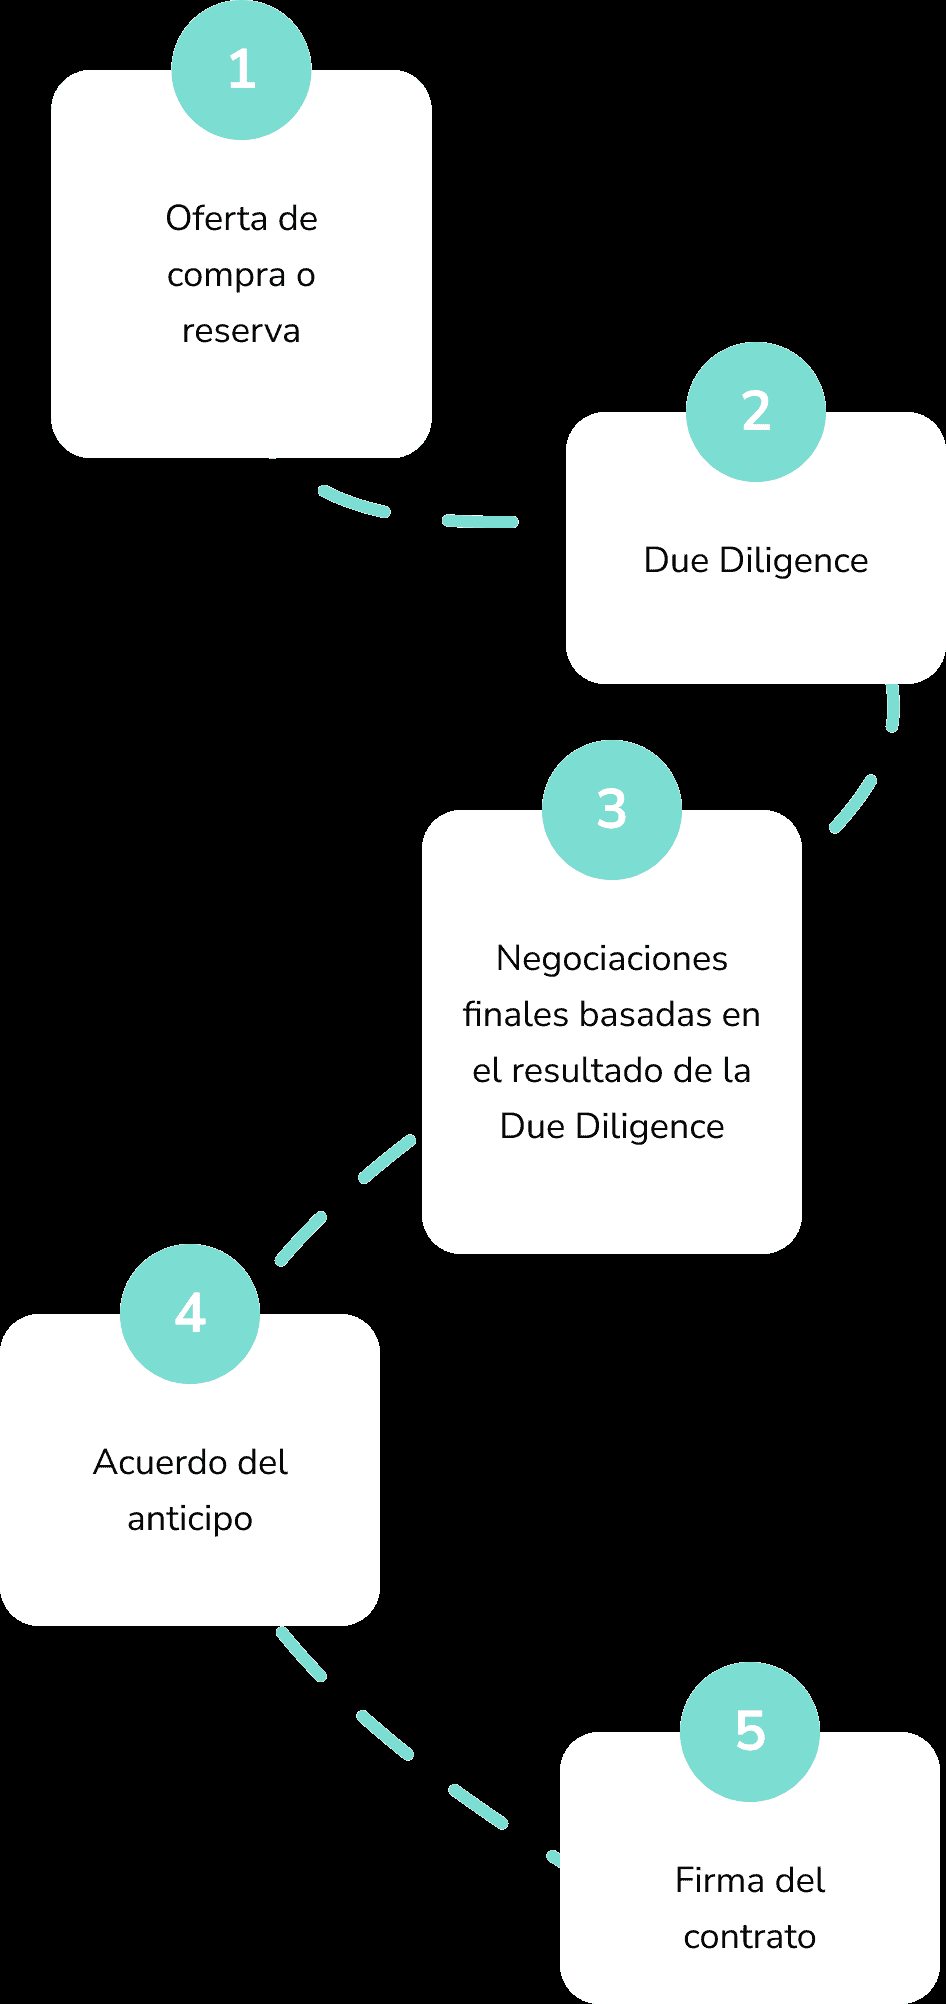 1
Oferta de
compra o
reserva
2
Due Diligence
3
Negociaciones
finales basadas en
el resultado de la
Due Diligence
4
Acuerdo del
anticipo
5
Firma del
contrato